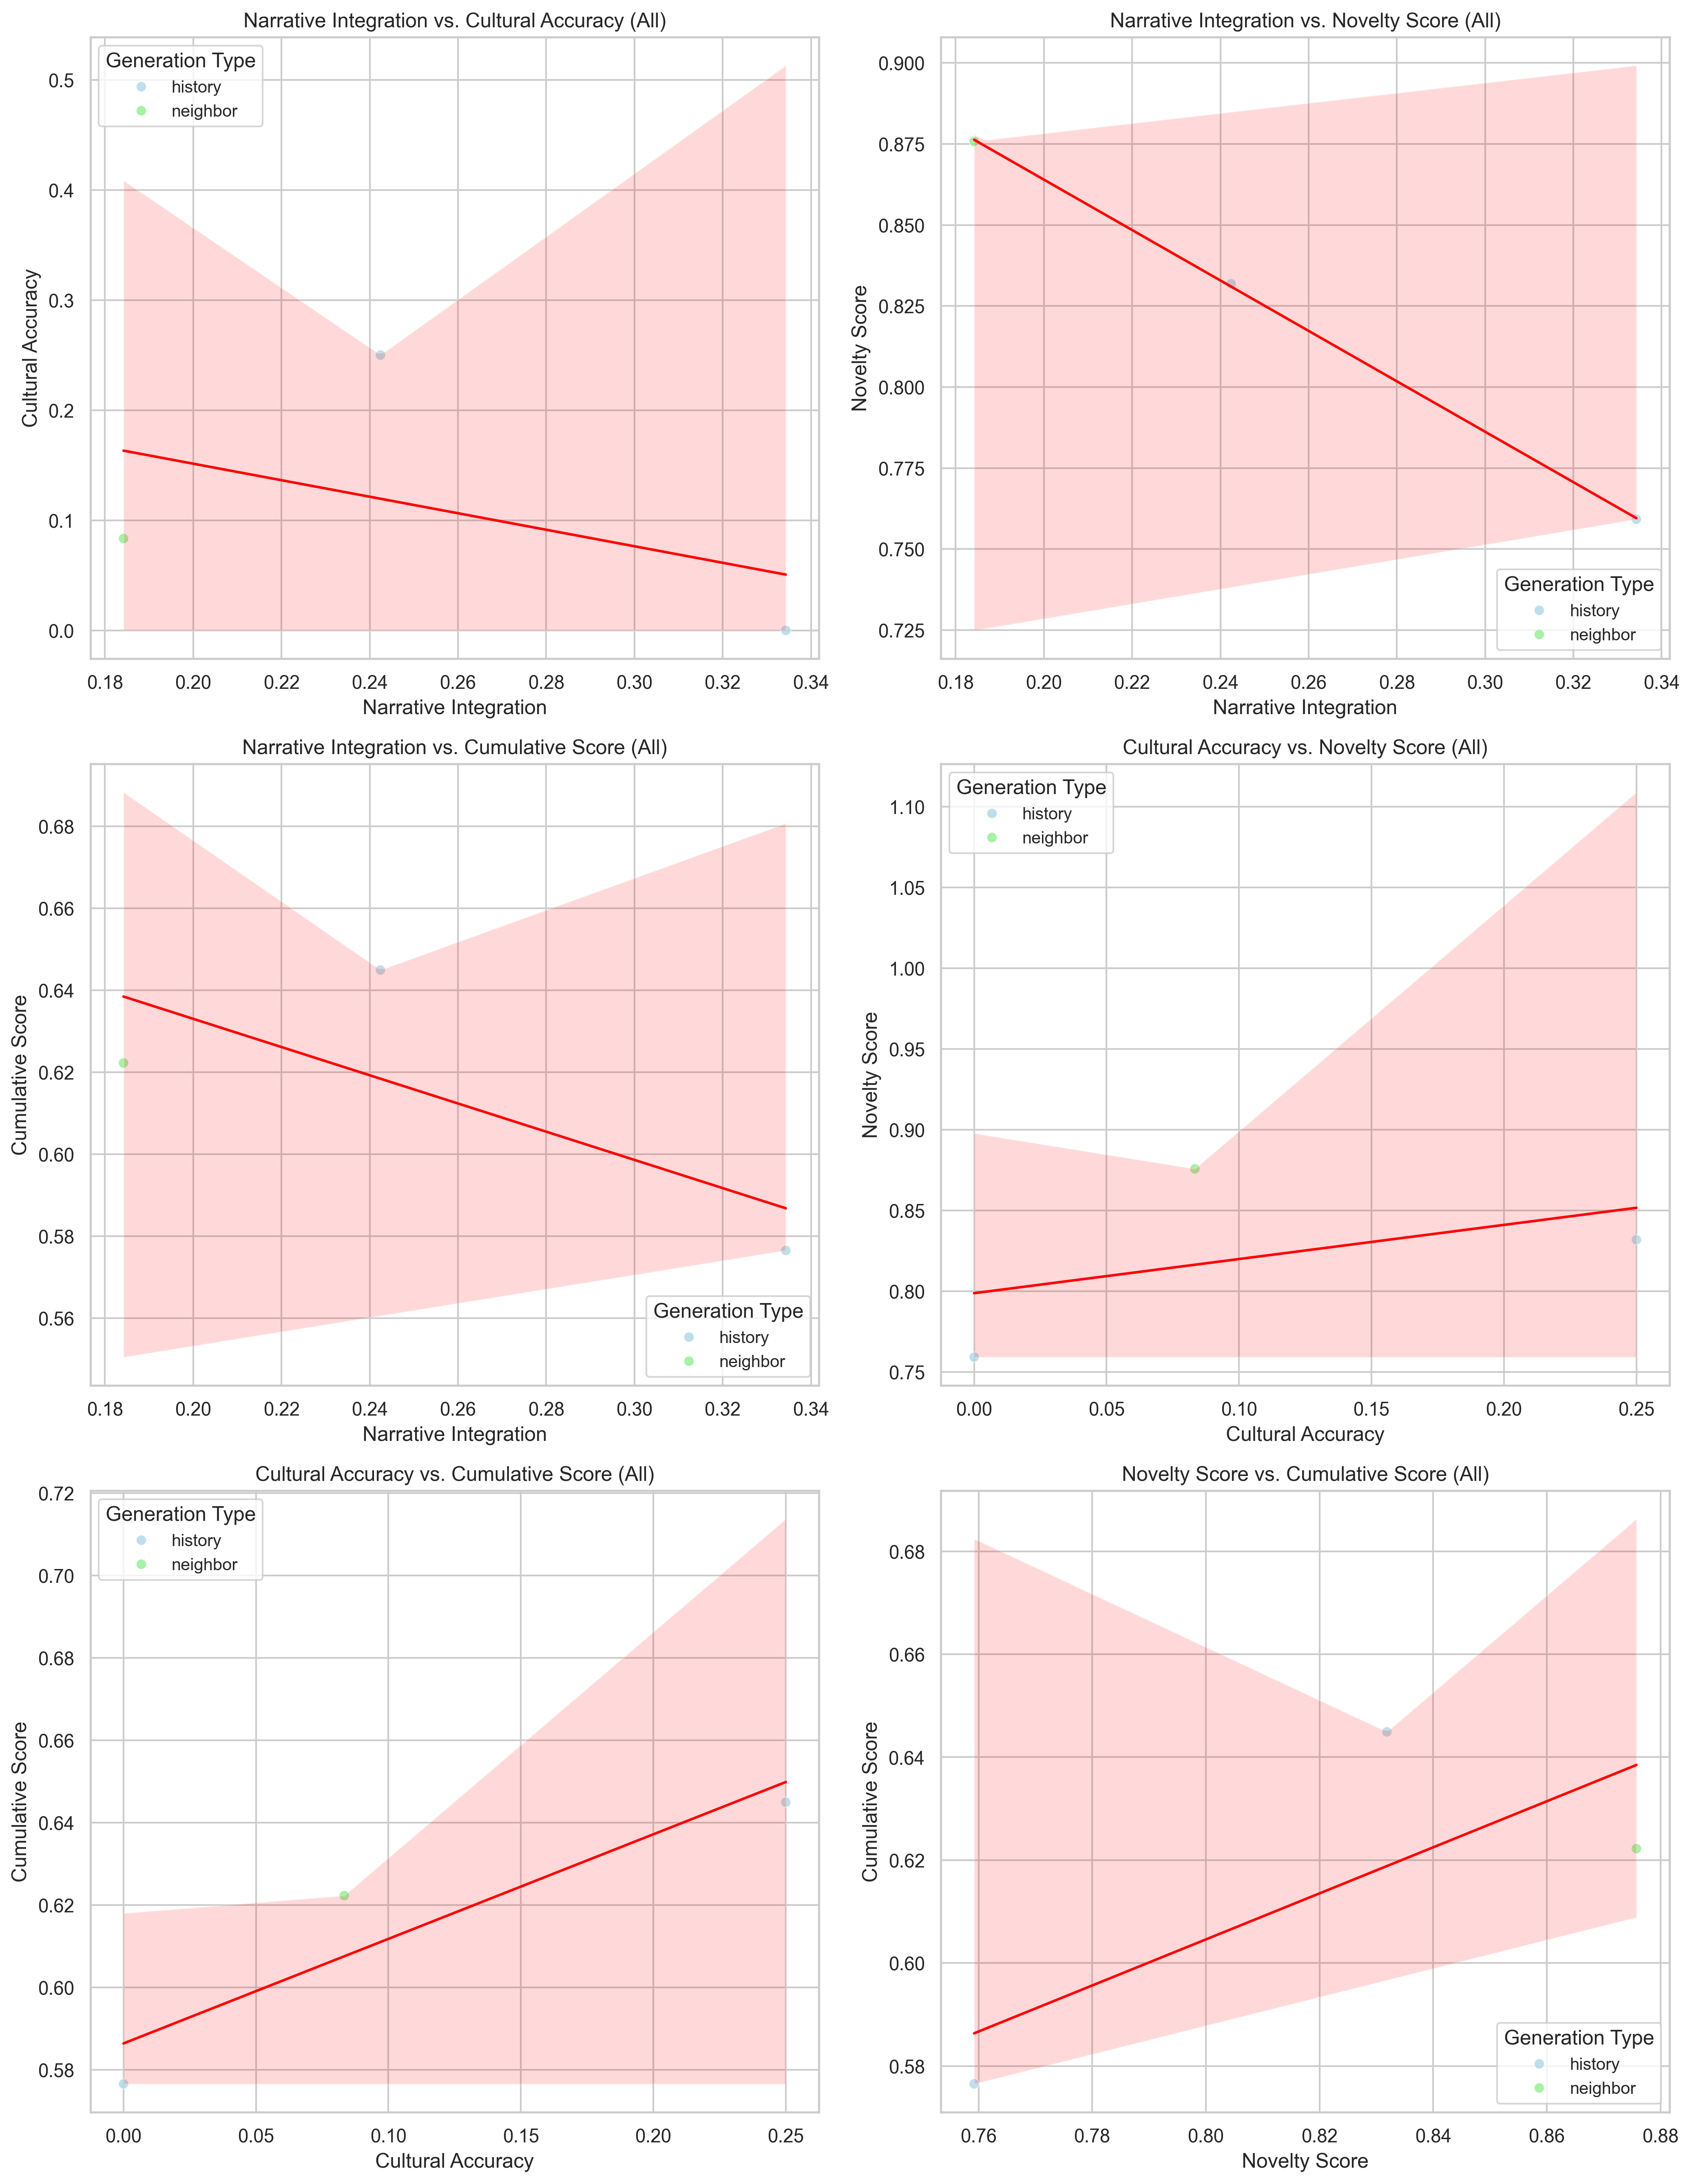 Narrative Integration vs. Cultural Accuracy (All)
Generation Type
history
neighbor
0.5
0.4
0.3
0.2
0.1
0.0
Cultural Accuracy
0.18 0.20 0.22 0.24 0.26 0.28 0.30 0.32 0.34
Narrative Integration
Narrative Integration vs. Novelty Score (All)
0.900
0.875
0.850
0.825
0.800
0.775
0.750
0.725
Novelty Score
Generation Type
history
neighbor
0.18 0.20 0.22 0.24 0.26 0.28 0.30 0.32 0.34
Narrative Integration
Narrative Integration vs. Cumulative Score (All)
0.68
0.66
0.64
0.62
0.60
0.58
0.56
Cumulative Score
Generation Type
history
neighbor
0.18 0.20 0.22 0.24 0.26 0.28 0.30 0.32 0.34
Narrative Integration
Cultural Accuracy vs. Novelty Score (All)
Generation Type
history
neighbor
1.10
1.05
1.00
0.95
0.90
0.85
0.80
0.75
Novelty Score
0.00 0.05 0.10 0.15 0.20 0.25
Cultural Accuracy
Cultural Accuracy vs. Cumulative Score (All)
Generation Type
history
neighbor
0.72
0.70
0.68
0.66
0.64
0.62
0.60
0.58
Cumulative Score
0.00 0.05 0.10 0.15 0.20 0.25
Cultural Accuracy
Novelty Score vs. Cumulative Score (All)
0.68
0.66
0.64
0.62
0.60
0.58
Cumulative Score
Generation Type
history
neighbor
0.76 0.78 0.80 0.82 0.84 0.86 0.88
Novelty Score